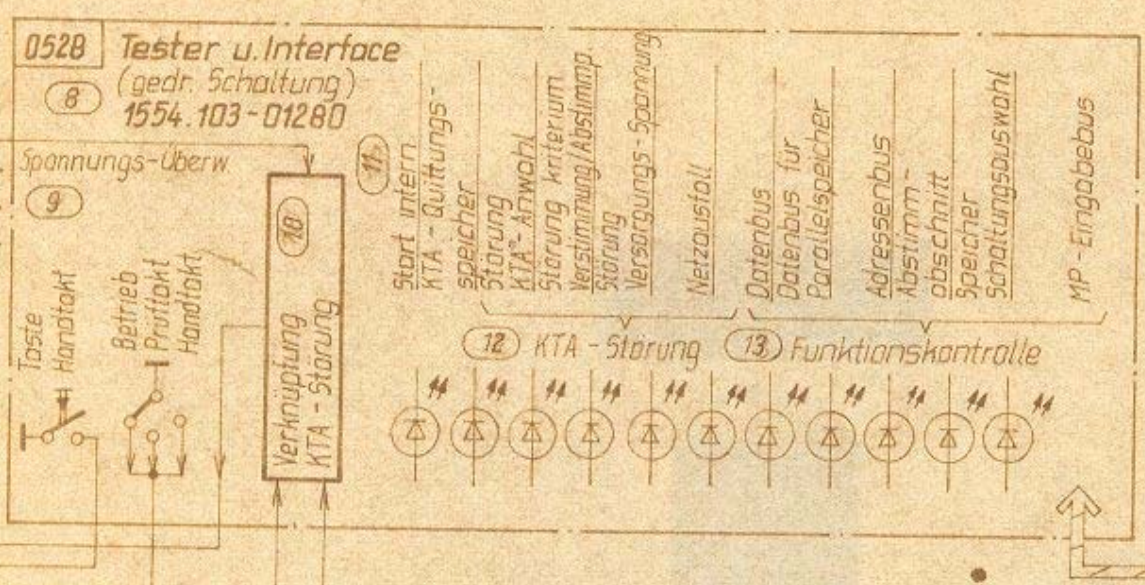 0528 Tester u. Interface
8 (gedr. Schaltung)
1554.103-01280
Spannungs-Überw.
9
Taste
Handtakt
Betrieb
Prüftakt
Handtakt
10
Verknüpfung
KTA - Störung
11
Start intern
KTA - Quittungs-
speicher
Störung
KTA - Anwahl
Störung kriterium
Verstimmung/Abstimmp.
Störung
Versorgungs-Spannung
Netzausfall
Datenbus
Datenbus für
Parallelspeicher
Adressenbus
Abstimm-
abschnitt
Speicher
Schaltungsauswahl
MP-Eingabebus
12 KTA - Störung
13 Funktionskontrolle